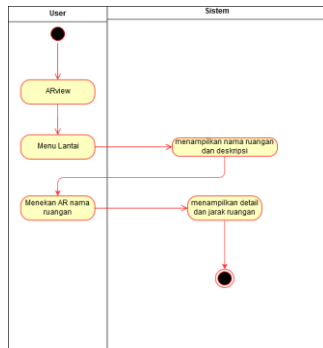 User
Sistem
ARview
Menu Lantai
menampilkan nama ruangan
dan deskripsi
Menekan AR nama
ruangan
menampilkan detail
dan jarak ruangan